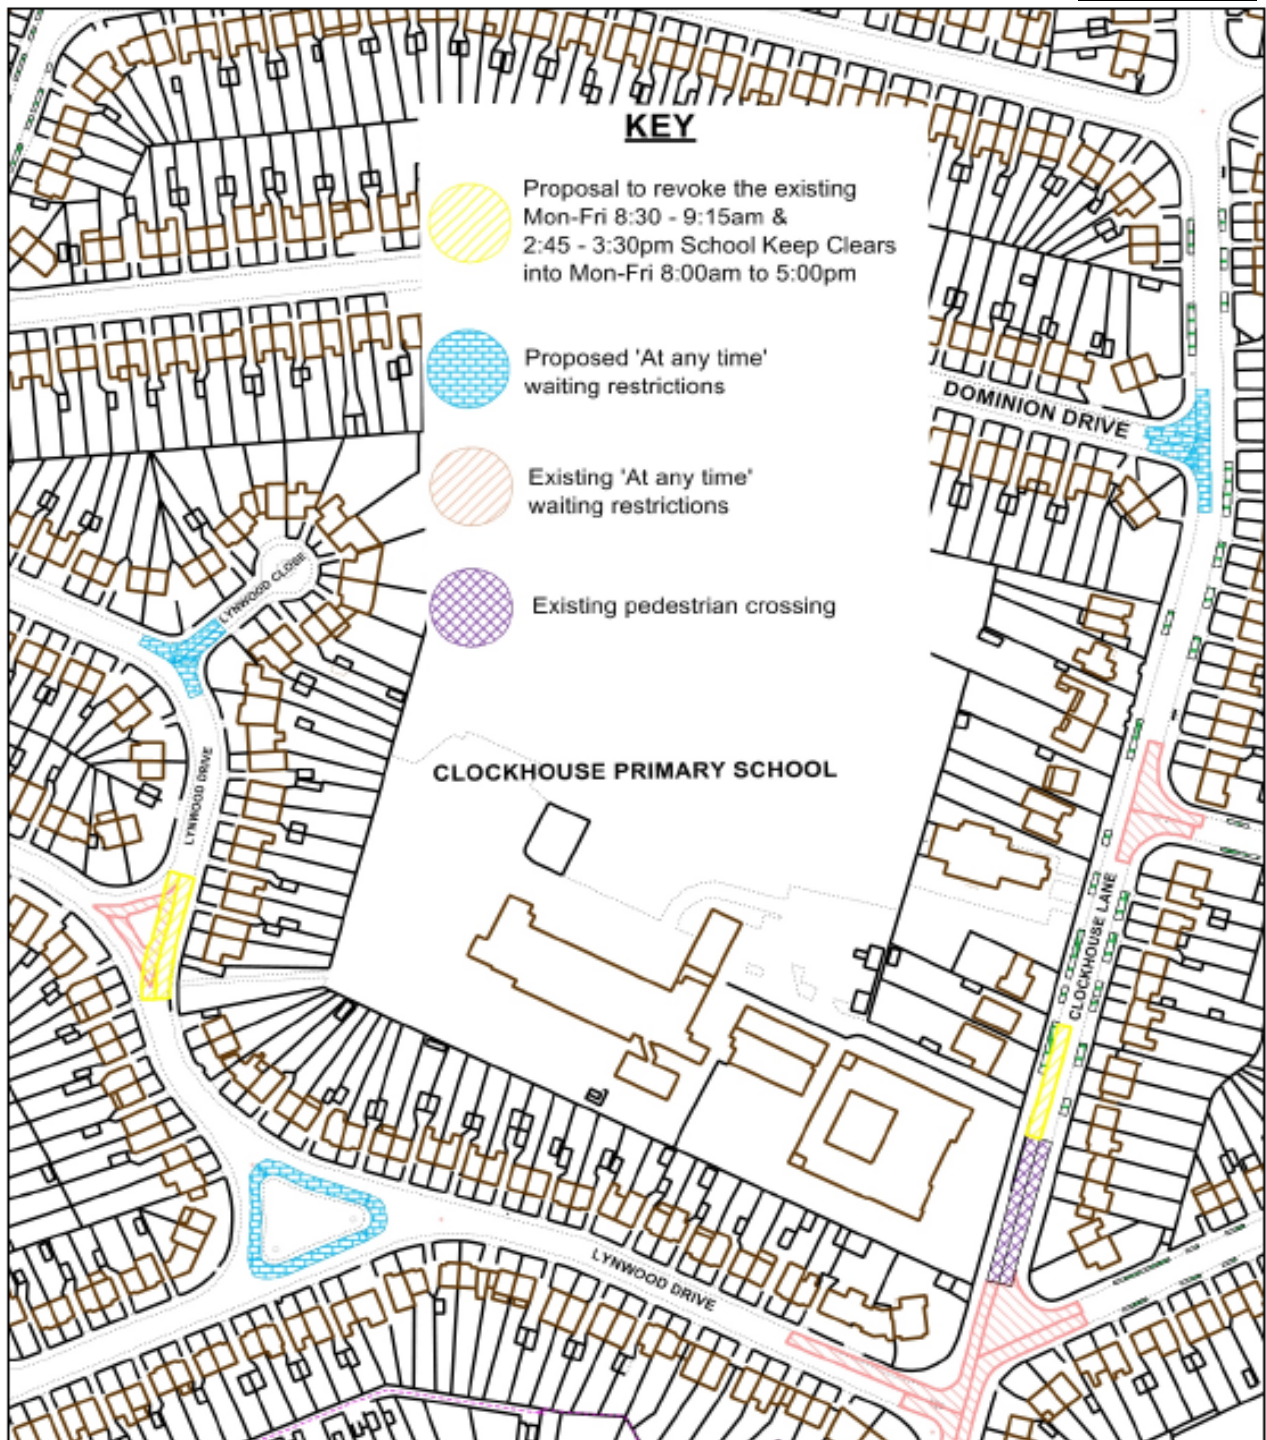 KEY
Proposal to revoke the existing
Mon-Fri 8:30 - 9:15am &
2:45 - 3:30pm School Keep Clears
into Mon-Fri 8:00am to 5:00pm
Proposed 'At any time'
waiting restrictions
DOMINION DRIVE
Existing 'At any time'
waiting restrictions
LYNWOOD CLOSE
Existing pedestrian crossing
CLOCKHOUSE PRIMARY SCHOOL
LYNWOOD DRIVE
CLOCKHOUSE LANE
LYNWOOD DRIVE